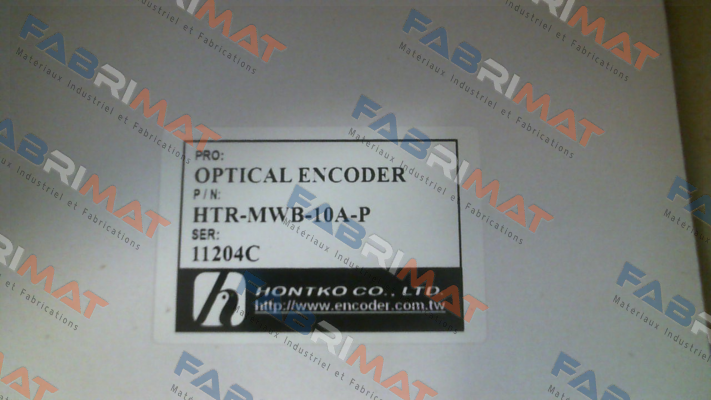 PRO:
OPTICAL ENCODER
P/N:
HTR-MWB-10A-P
SER:
11204C
HONTKO CO., LTD.
http://www.encoder.com.tw
FABRIMAT
Materiaux Industriel et Fabrications